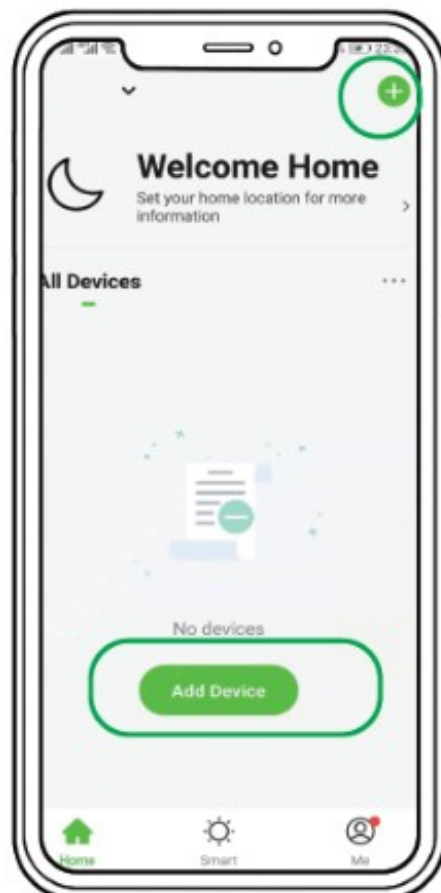 Welcome Home
Set your home location for more
information
All Devices
No devices
Add Device
Home
Smart
Me